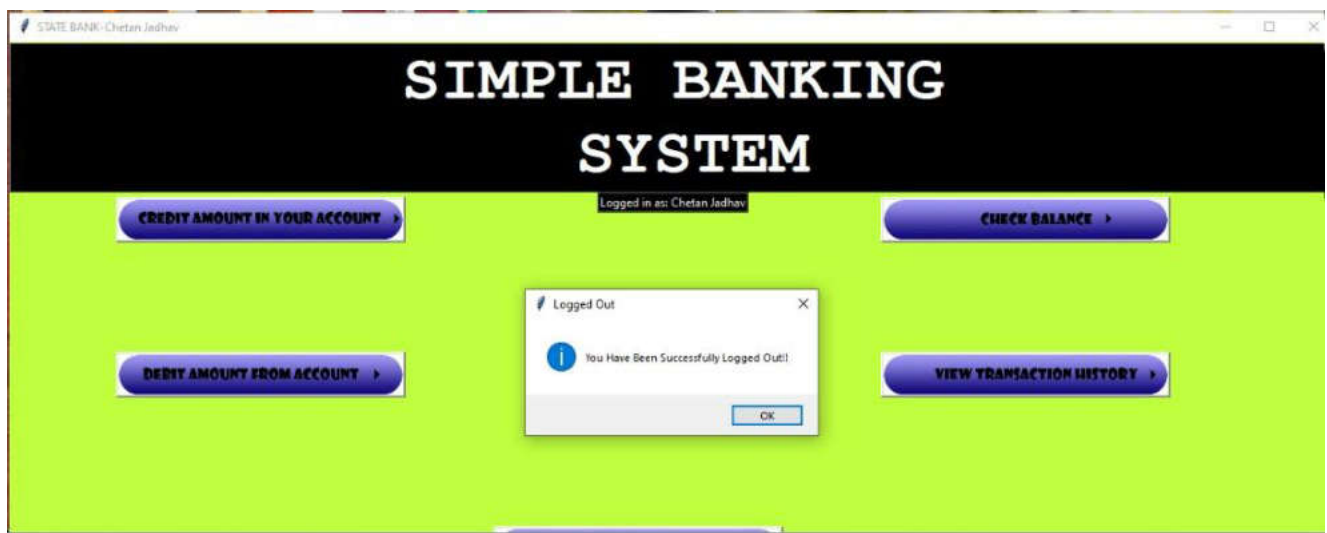 STATE BANK-Chetan Jadhav
SIMPLE BANKING
SYSTEM
Logged in as: Chetan Jadhav
CREDIT AMOUNT IN YOUR ACCOUNT
CHECK BALANCE
Logged Out
You Have Been Successfully Logged Out!!
OK
DEBIT AMOUNT FROM ACCOUNT
VIEW TRANSACTION HISTORY